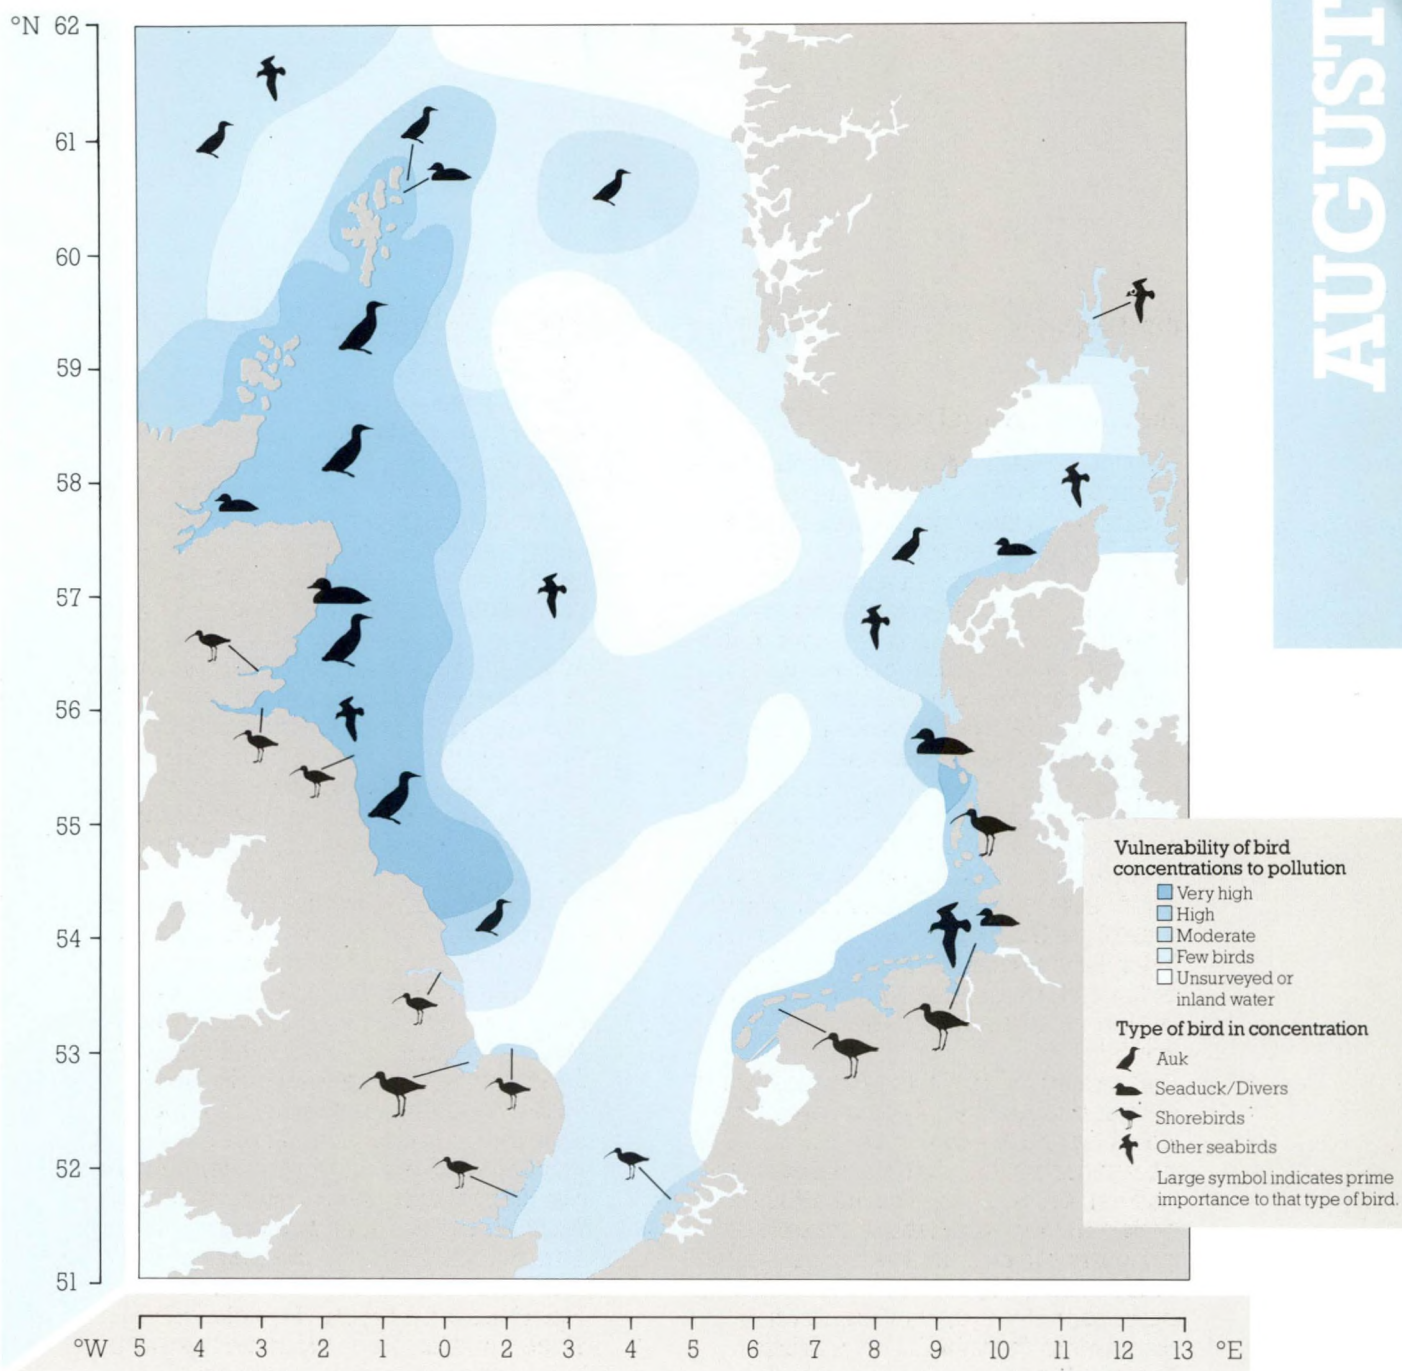 AUGUST
°N 62
61
60
59
58
57
56
55
54
53
52
51
°W 5 4 3 2 1 0 2 3 4 5 6 7 8 9 10 11 12 13 °E
Vulnerability of bird
concentrations to pollution
Very high
High
Moderate
Few birds
Unsurveyed or
inland water
Type of bird in concentration
Auk
Seaduck/Divers
Shorebirds
Other seabirds
Large symbol indicates prime
importance to that type of bird.